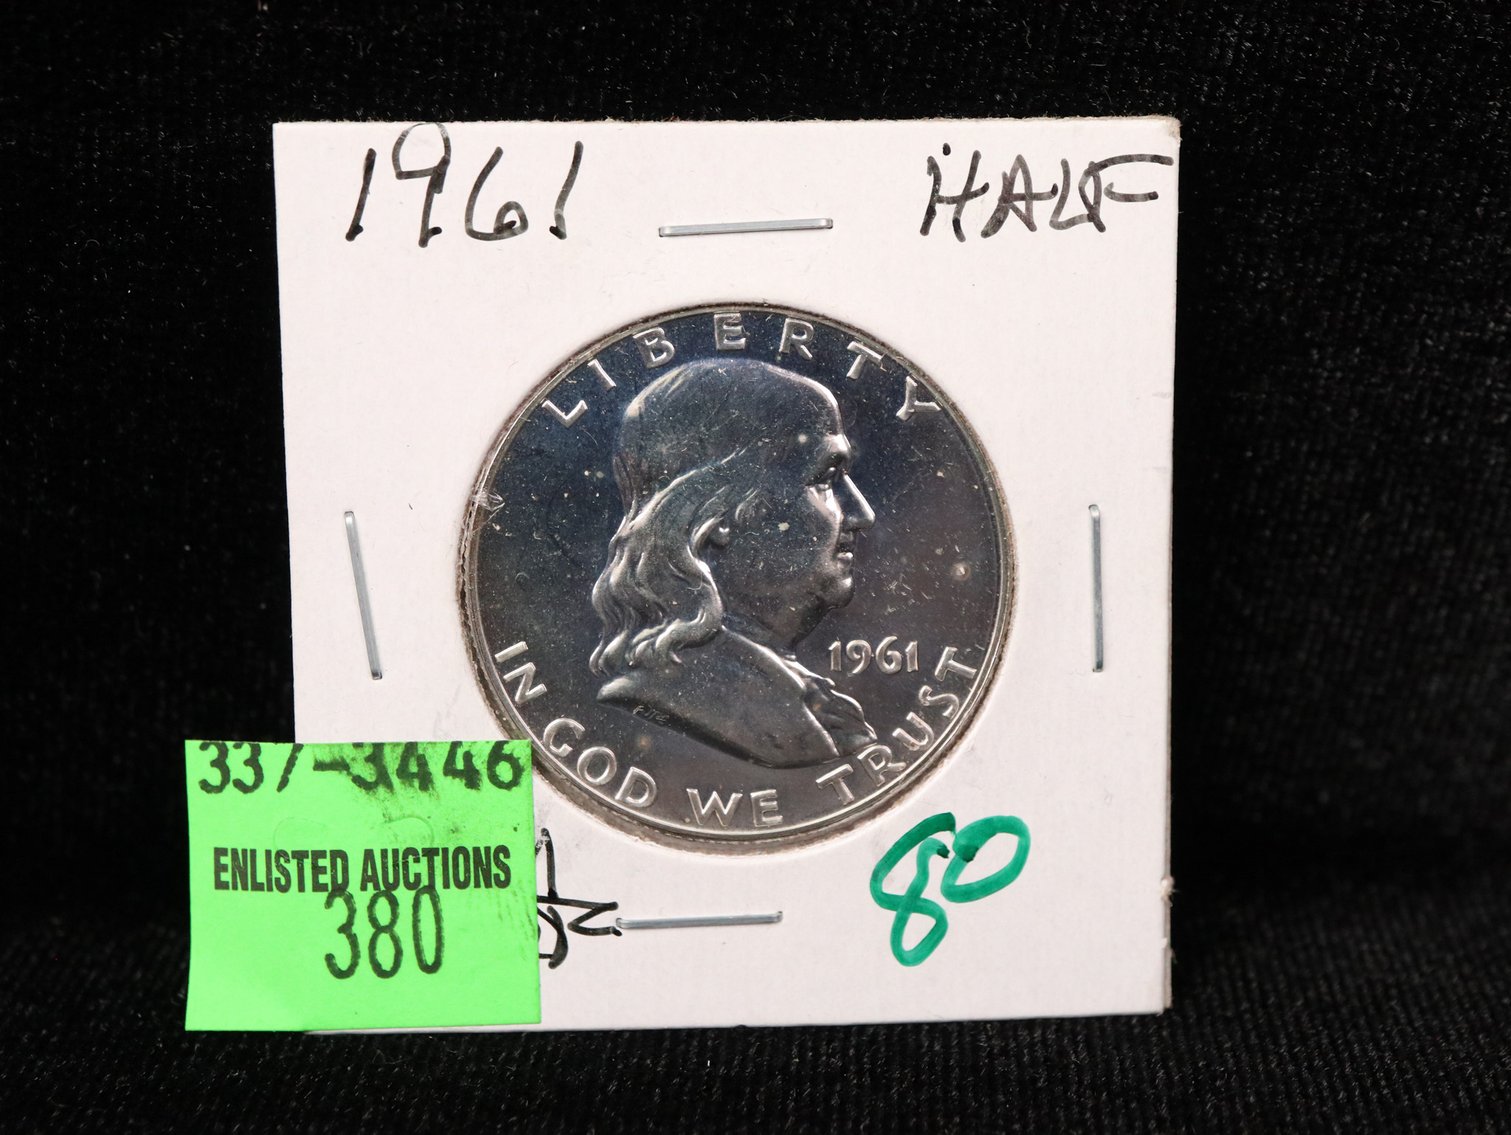 1961 HALF
LIBERTY
1961
IN GOD WE TRUST
337-3446
ENLISTED AUCTIONS
380
80